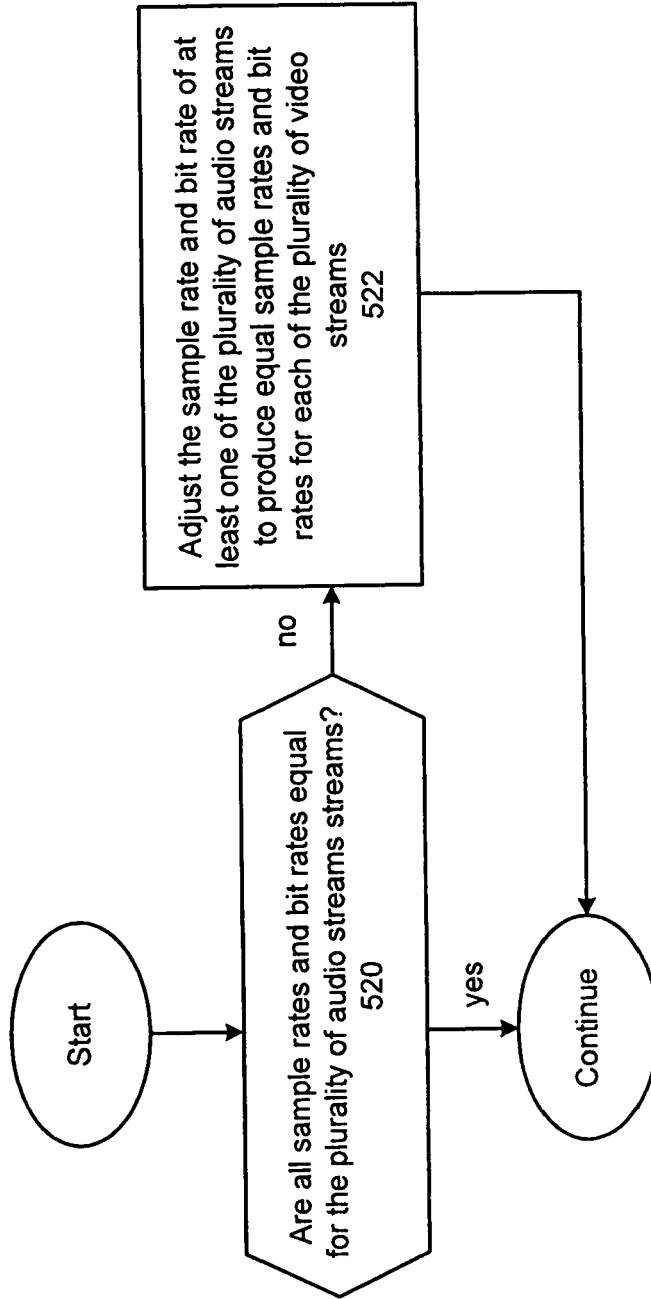 Start
Are all sample rates and bit rates equal
for the plurality of audio streams streams?
520
no
Adjust the sample rate and bit rate of at
least one of the plurality of audio streams
to produce equal sample rates and bit
rates for each of the plurality of video
streams
522
yes
Continue